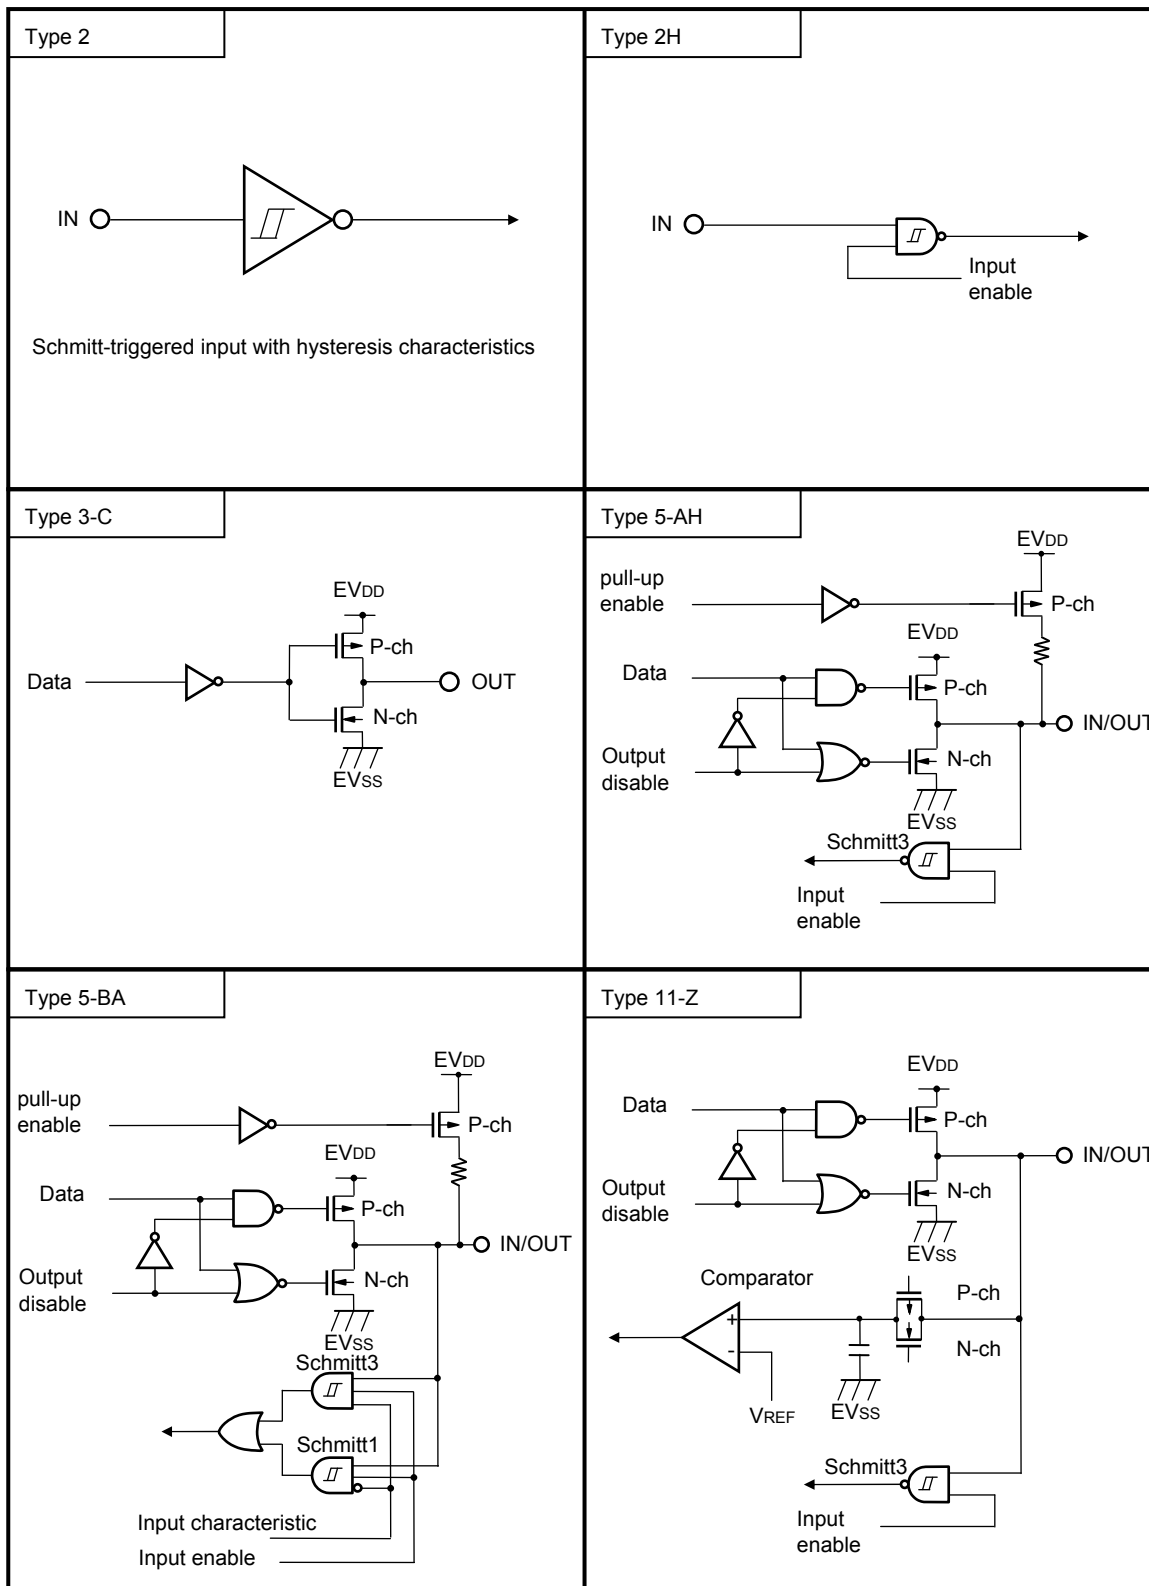 Type 2
IN
Schmitt-triggered input with hysteresis characteristics
Type 2H
IN
Input
enable
Type 3-C
EVDD
P-ch
Data
OUT
N-ch
EVSS
Type 5-AH
EVDD
pull-up
enable
P-ch
EVDD
Data
P-ch
IN/OUT
Output
disable
N-ch
EVSS
Schmitt3
Input
enable
Type 5-BA
EVDD
pull-up
enable
P-ch
EVDD
Data
P-ch
IN/OUT
Output
disable
N-ch
EVSS
Schmitt3
Schmitt1
Input characteristic
Input enable
Type 11-Z
EVDD
Data
P-ch
IN/OUT
Output
disable
N-ch
EVSS
Comparator
P-ch
+
-
N-ch
VREF
EVSS
Schmitt3
Input
enable